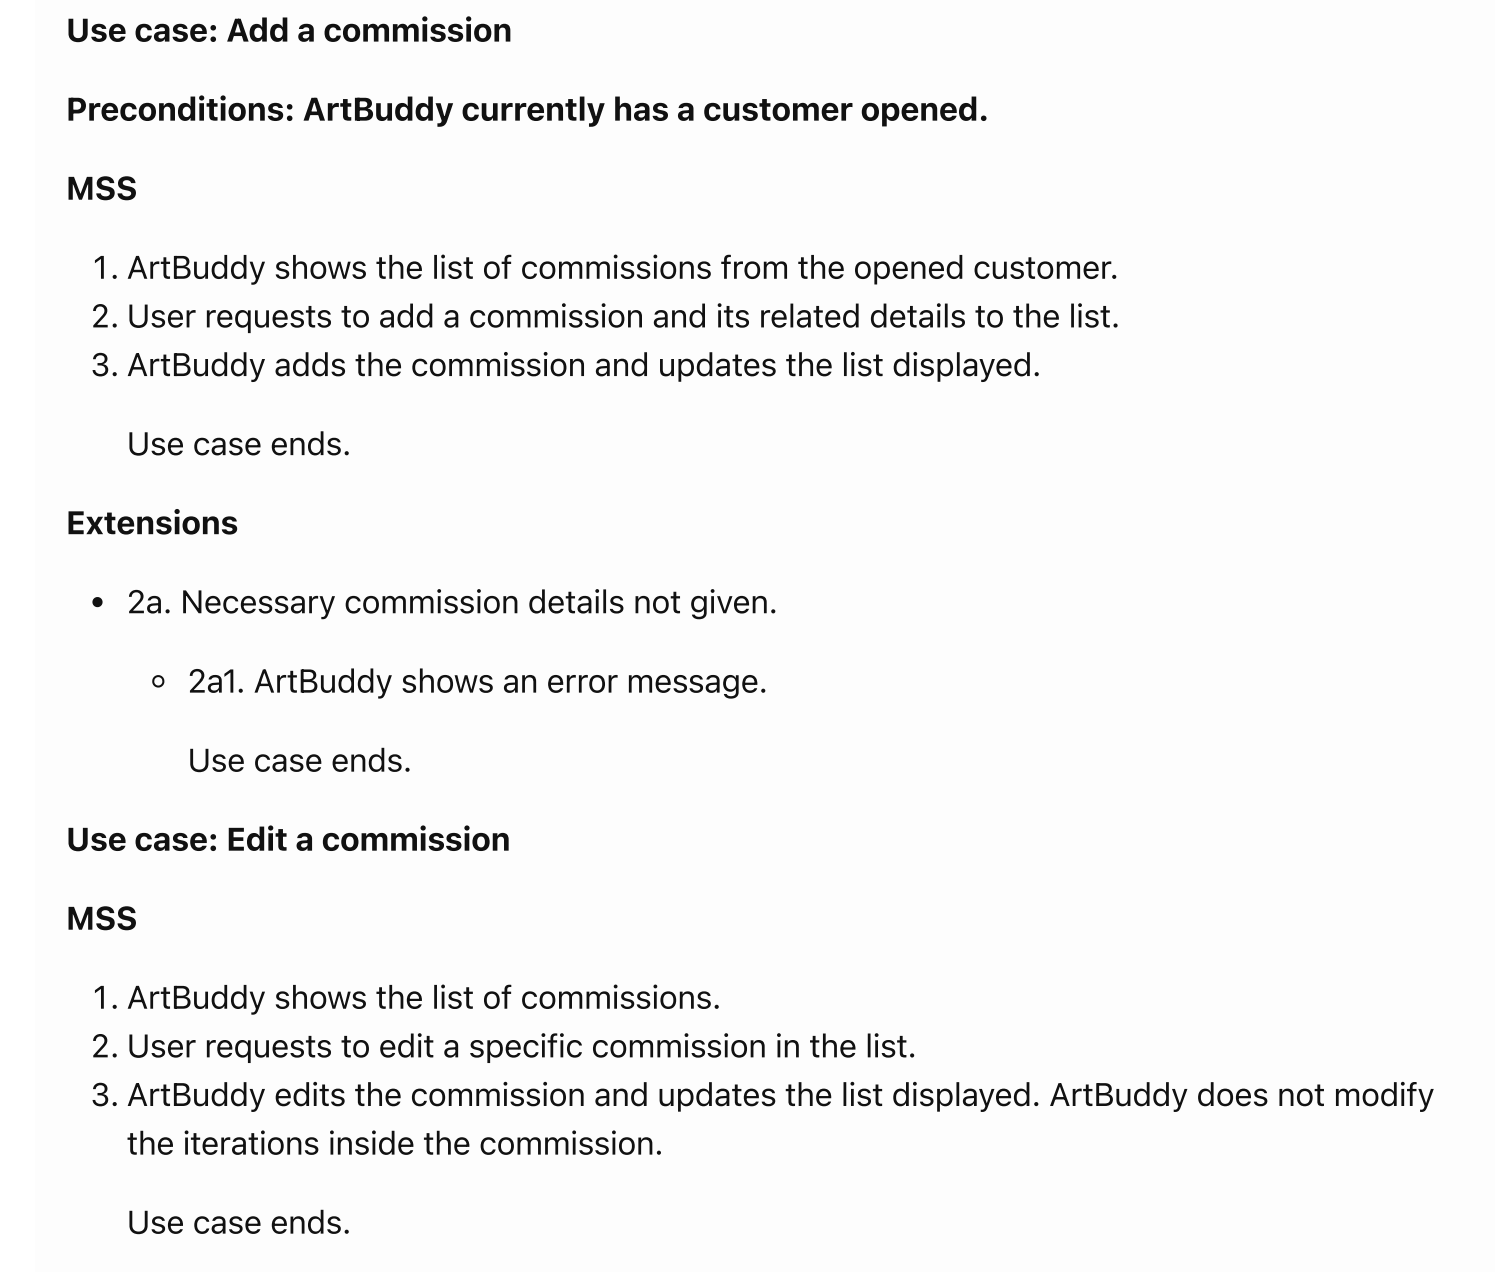 Use case: Add a commission
Preconditions: ArtBuddy currently has a customer opened.
MSS
1. ArtBuddy shows the list of commissions from the opened customer.
2. User requests to add a commission and its related details to the list.
3. ArtBuddy adds the commission and updates the list displayed.
Use case ends.
Extensions
• 2a. Necessary commission details not given.
◦ 2a1. ArtBuddy shows an error message.
Use case ends.
Use case: Edit a commission
MSS
1. ArtBuddy shows the list of commissions.
2. User requests to edit a specific commission in the list.
3. ArtBuddy edits the commission and updates the list displayed. ArtBuddy does not modify
the iterations inside the commission.
Use case ends.